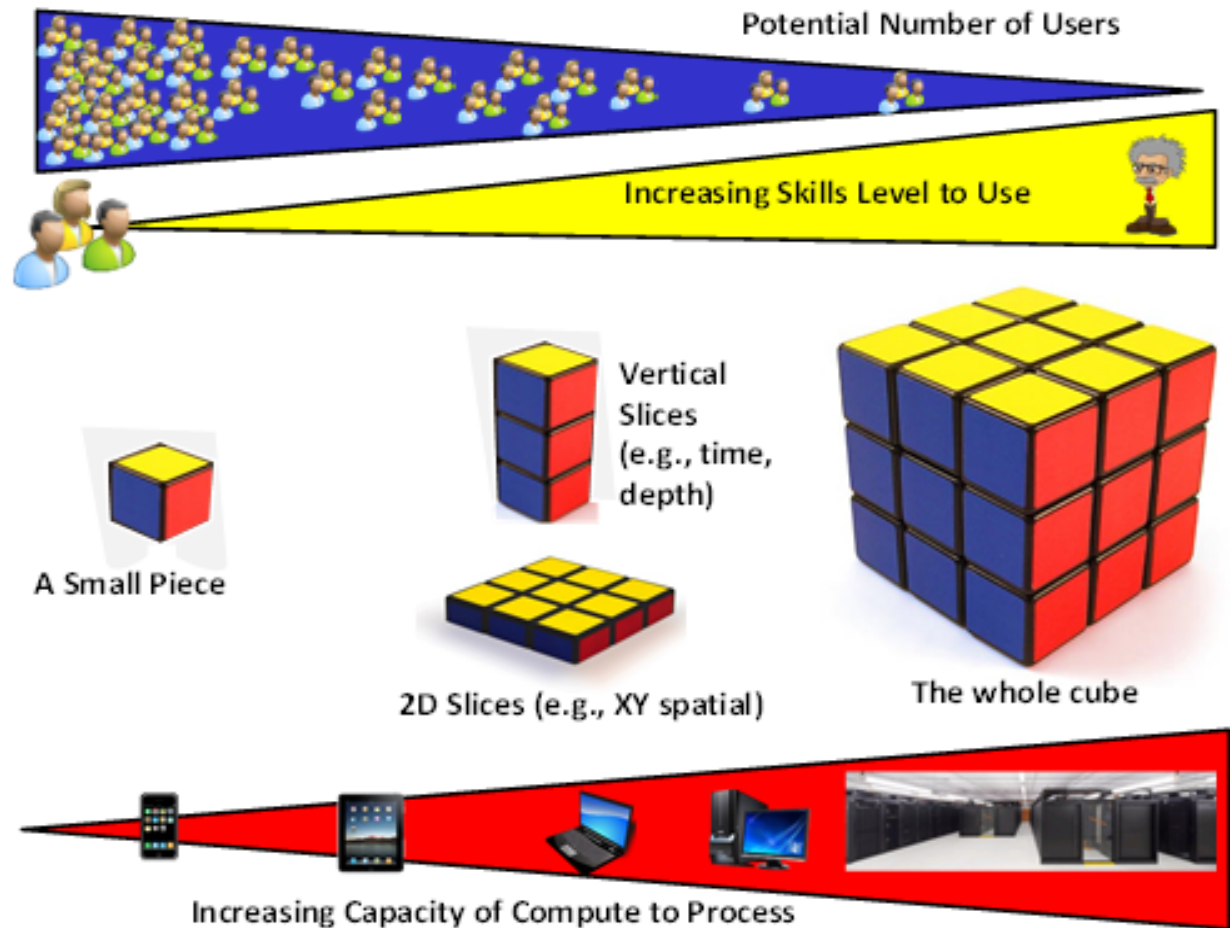 Potential Number of Users
Increasing Skills Level to Use
Vertical
Slices
(e.g., time,
depth)
A Small Piece
2D Slices (e.g., XY spatial)
The whole cube
Increasing Capacity of Compute to Process